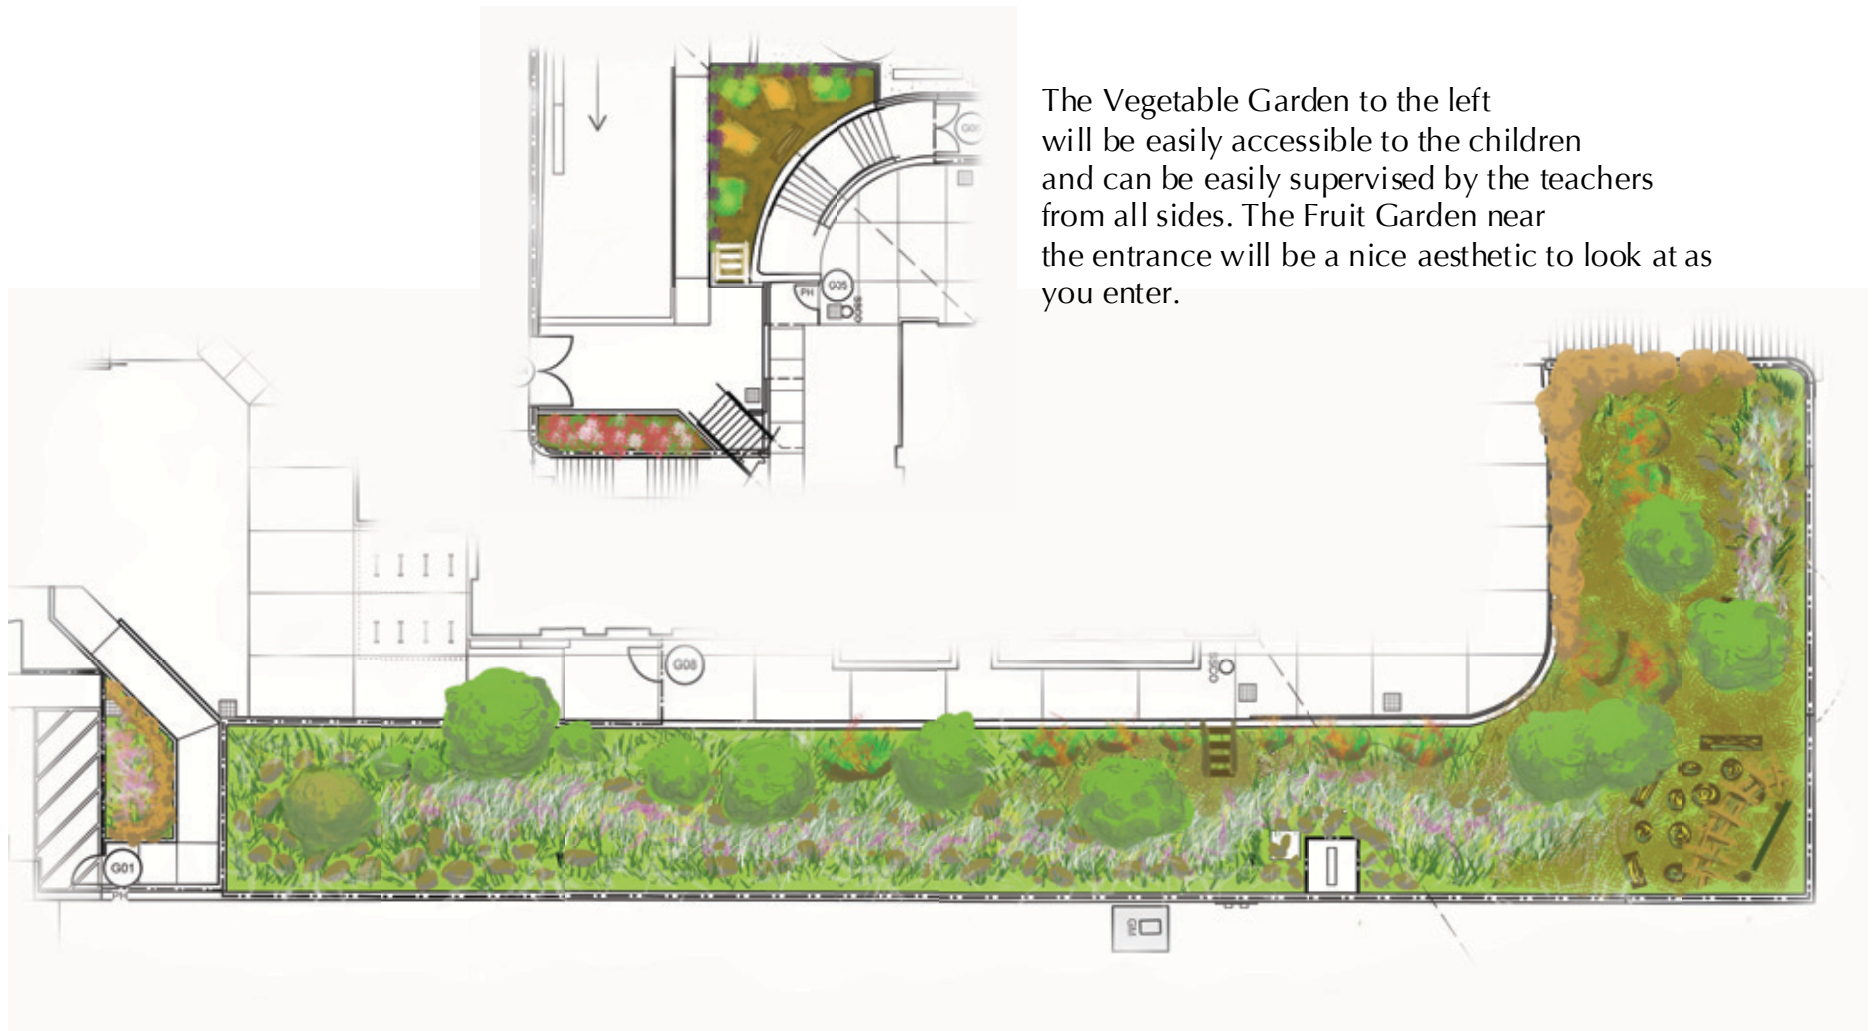 The Vegetable Garden to the left
will be easily accessible to the children
and can be easily supervised by the teachers
from all sides. The Fruit Garden near
the entrance will be a nice aesthetic to look at as
you enter.
PH
G05
G08
G01
GM